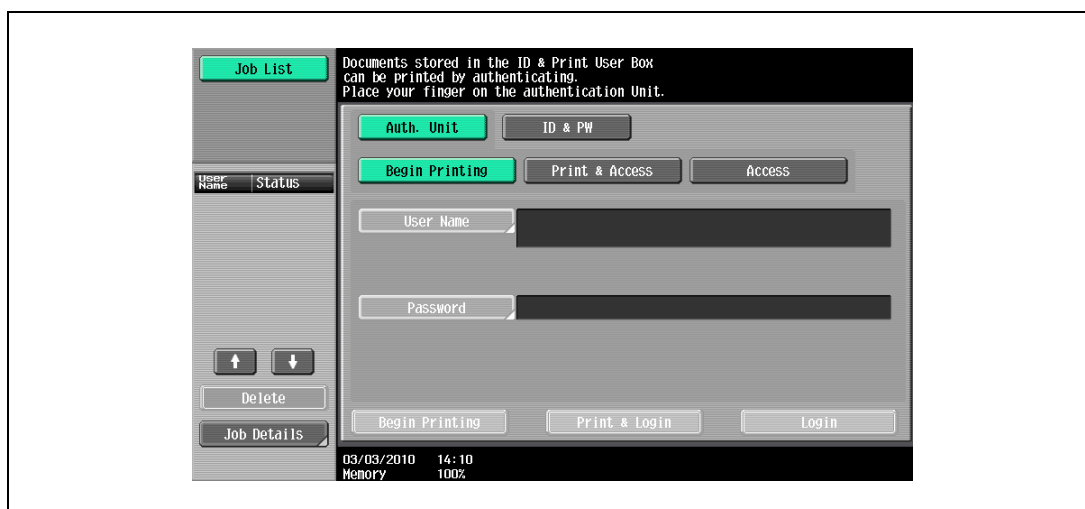 Job List
Documents stored in the ID & Print User Box
can be printed by authenticating.
Place your finger on the authentication Unit.
Auth. Unit
ID & PW
Begin Printing
Print & Access
Access
User Name
Status
User Name
Password
Delete
Job Details
Begin Printing
Print & Login
Login
03/03/2010 14:10
Memory 100%